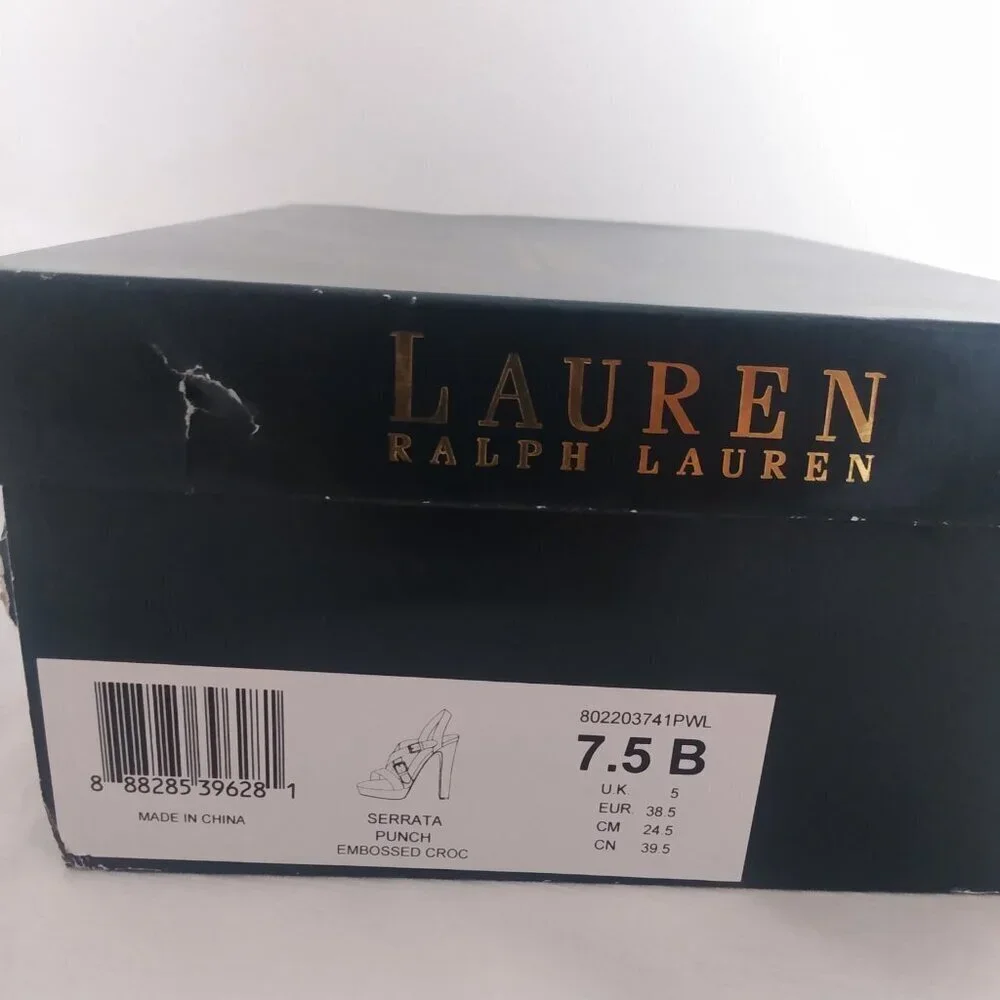 LAUREN
RALPH LAUREN
8 88285 39628 1
MADE IN CHINA
SERRATA
PUNCH
EMBOSSED CROC
802203741PWL
7.5 B
U.K 5
EUR. 38.5
CM 24.5
CN 39.5